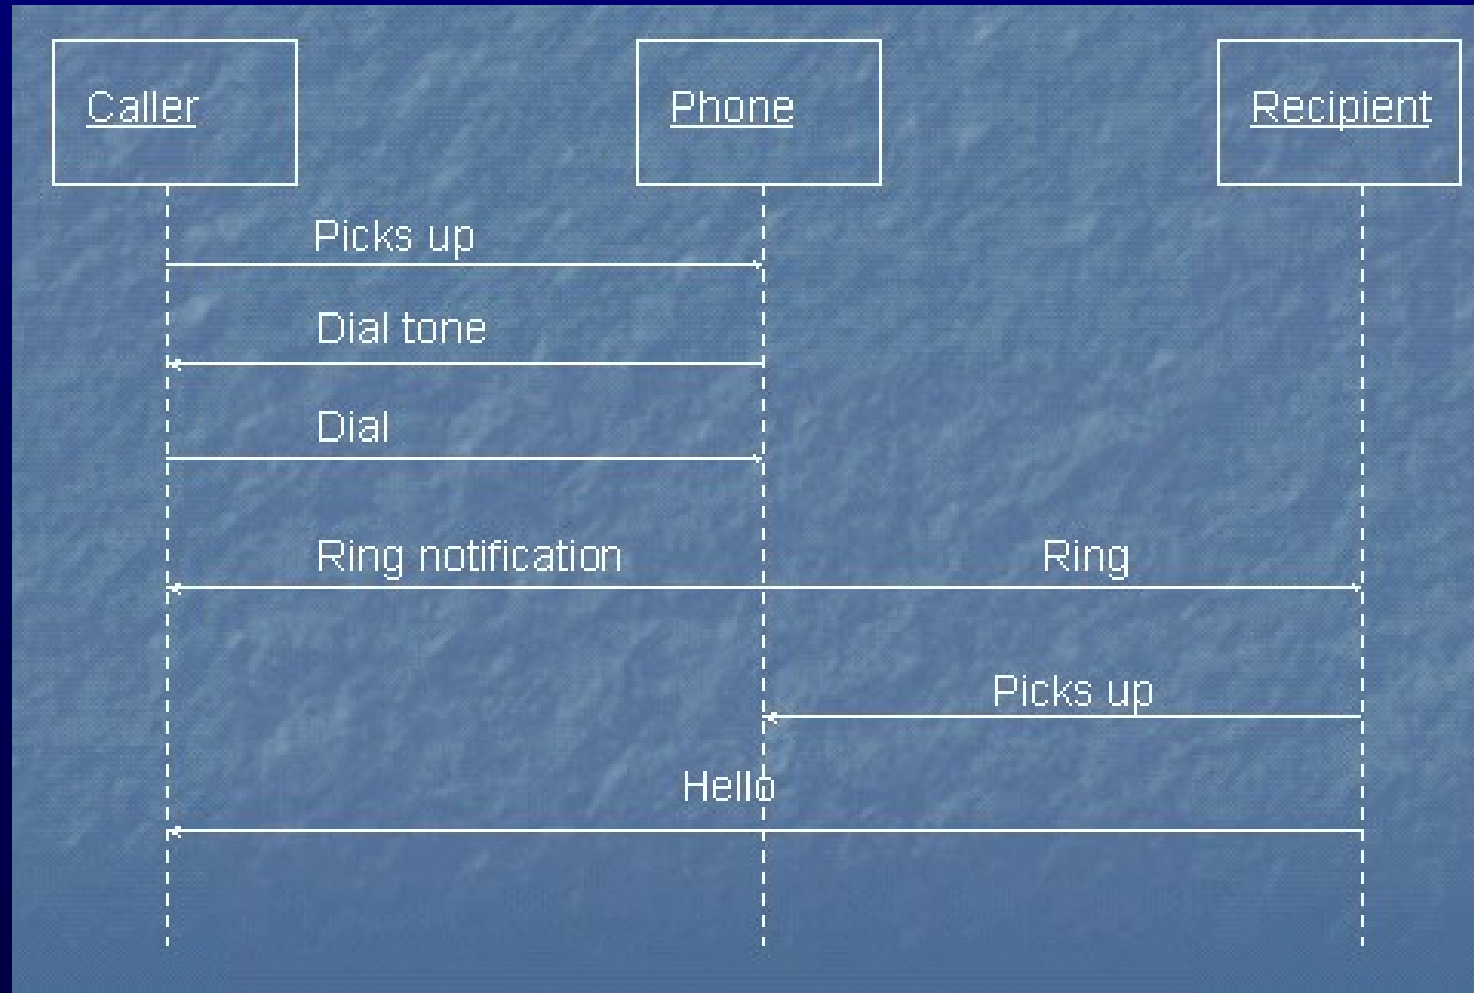 Caller
Phone
Recipient
Picks up
Dial tone
Dial
Ring notification
Ring
Picks up
Hello